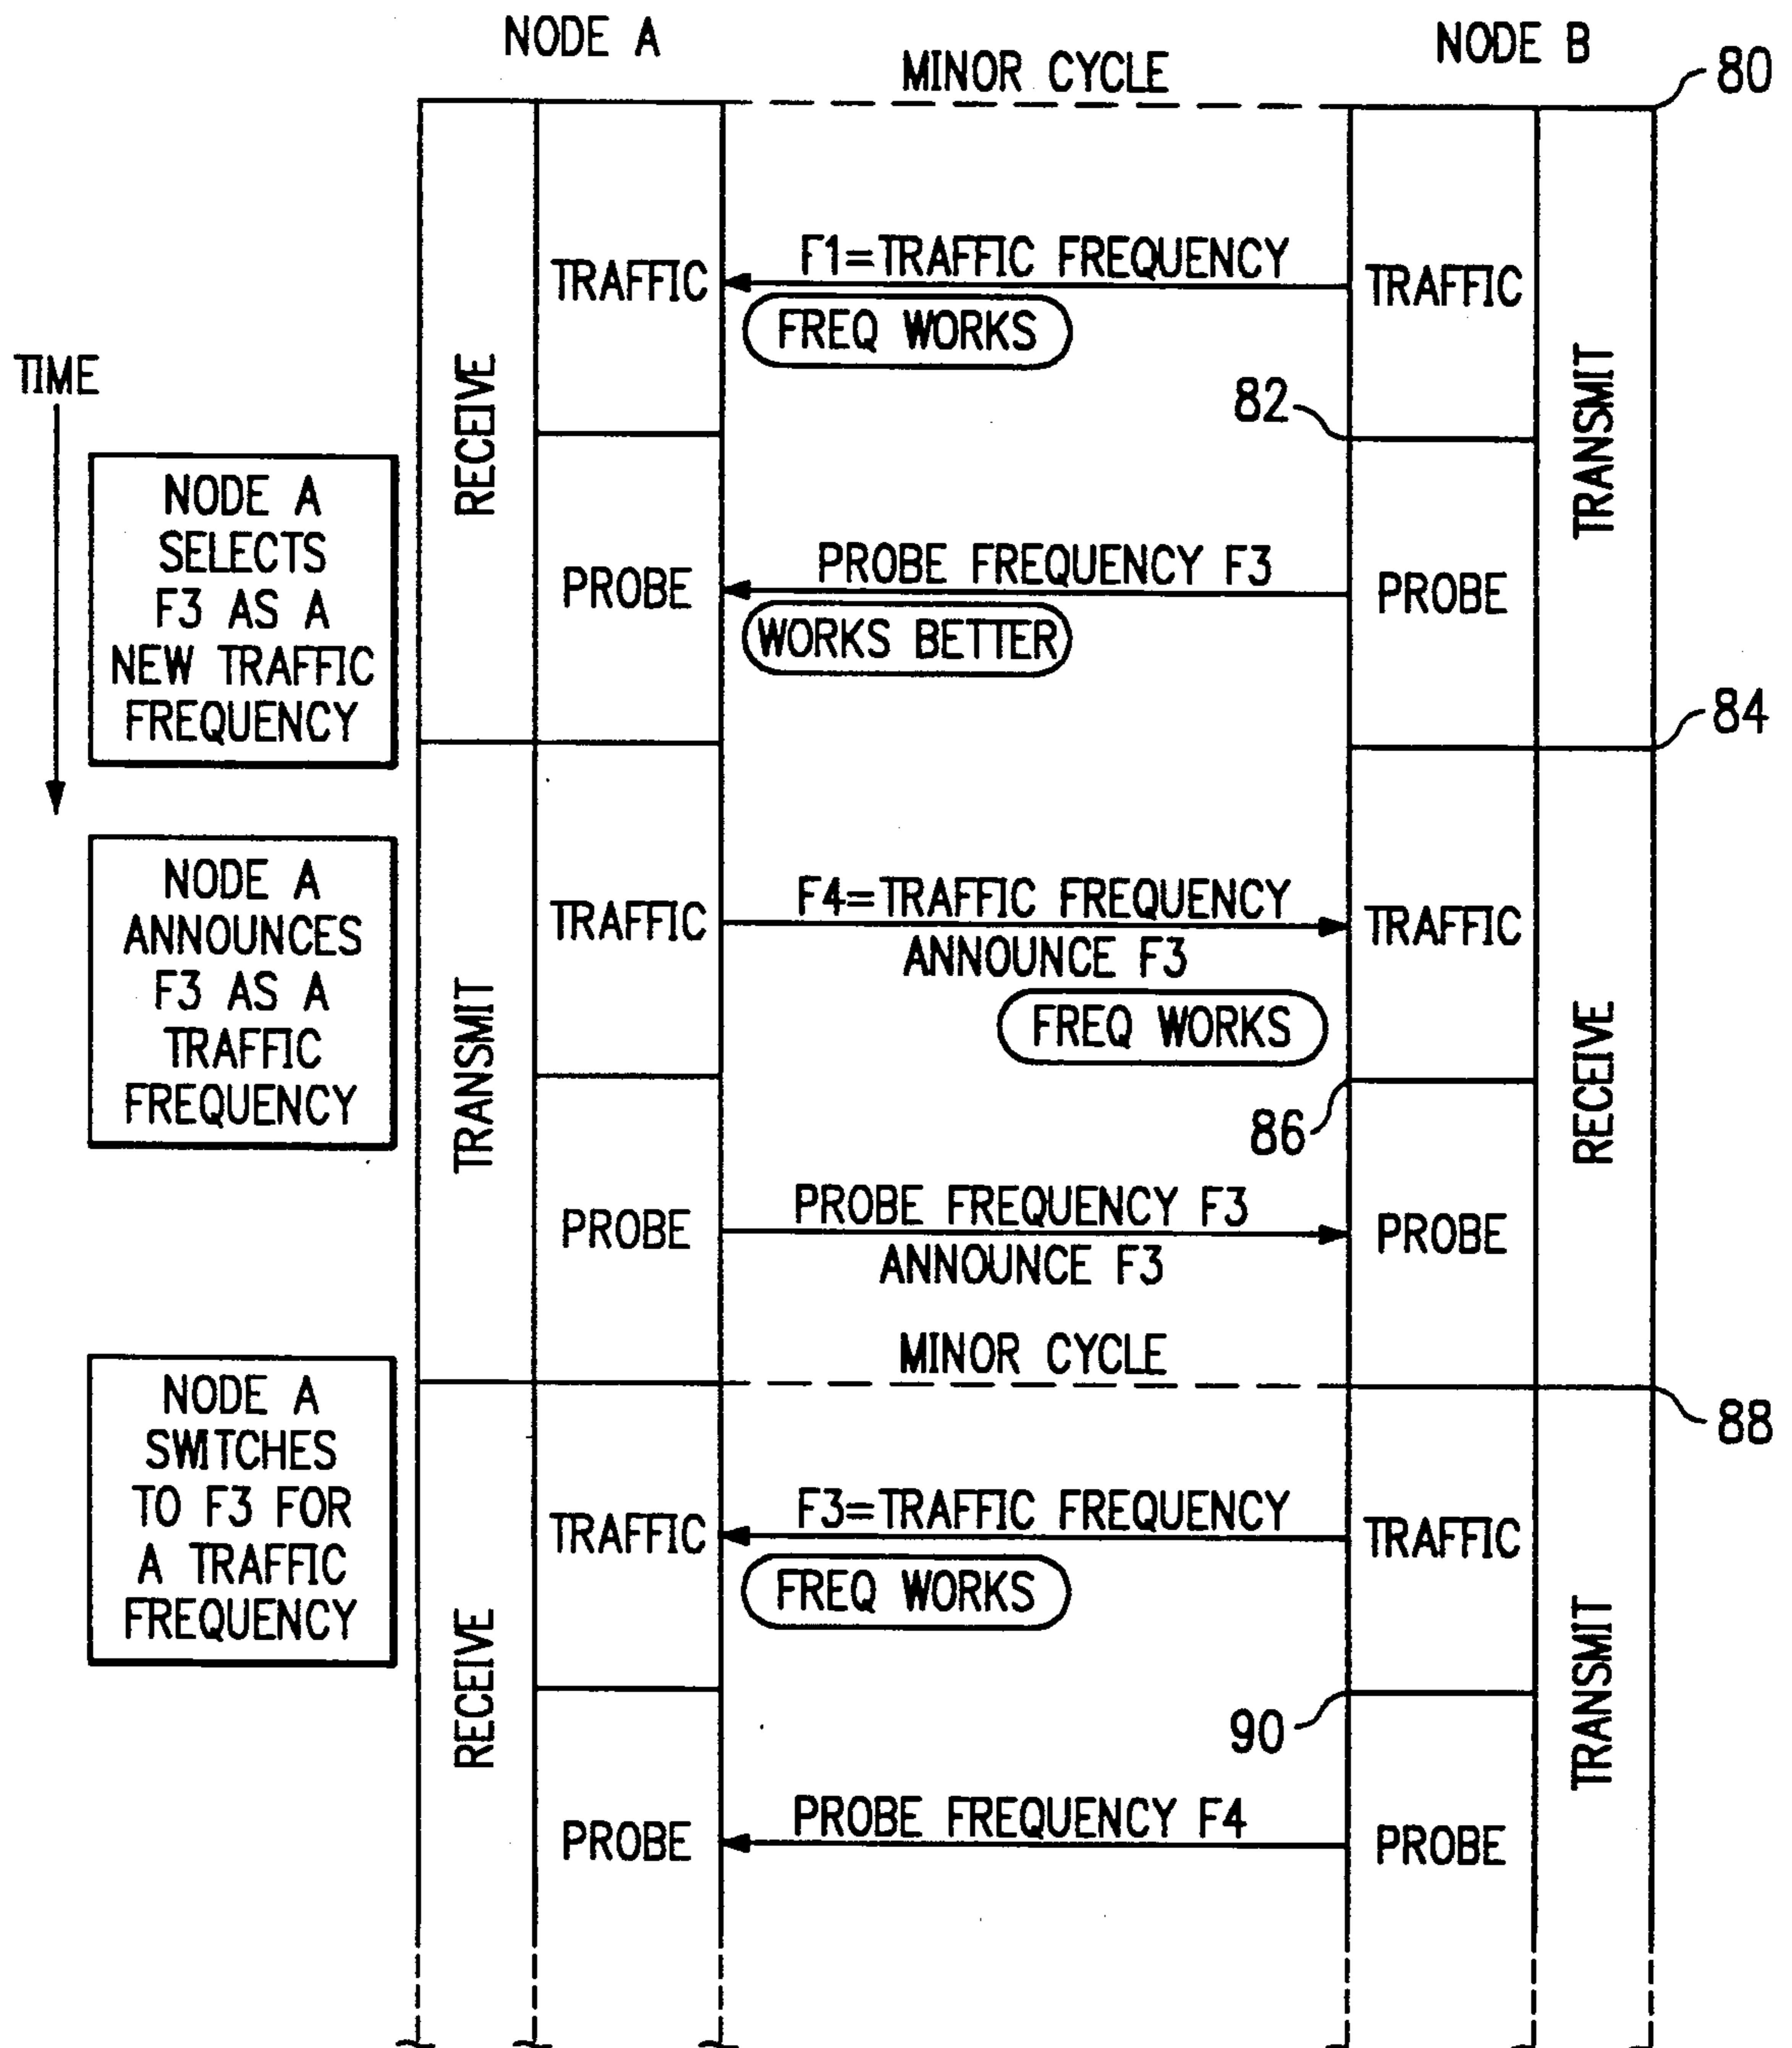 NODE A
NODE B
MINOR CYCLE
80
F1=TRAFFIC FREQUENCY
TRAFFIC
TRAFFIC
FREQ WORKS
TIME
RECEIVE
TRANSMIT
82
NODE A
SELECTS
F3 AS A
NEW TRAFFIC
FREQUENCY
PROBE FREQUENCY F3
PROBE
PROBE
WORKS BETTER
84
NODE A
ANNOUNCES
F3 AS A
TRAFFIC
FREQUENCY
F4=TRAFFIC FREQUENCY
TRAFFIC
TRAFFIC
ANNOUNCE F3
FREQ WORKS
TRANSMIT
RECEIVE
86
PROBE FREQUENCY F3
PROBE
PROBE
ANNOUNCE F3
MINOR CYCLE
88
NODE A
SWITCHES
TO F3 FOR
A TRAFFIC
FREQUENCY
F3=TRAFFIC FREQUENCY
TRAFFIC
TRAFFIC
FREQ WORKS
RECEIVE
TRANSMIT
90
PROBE FREQUENCY F4
PROBE
PROBE